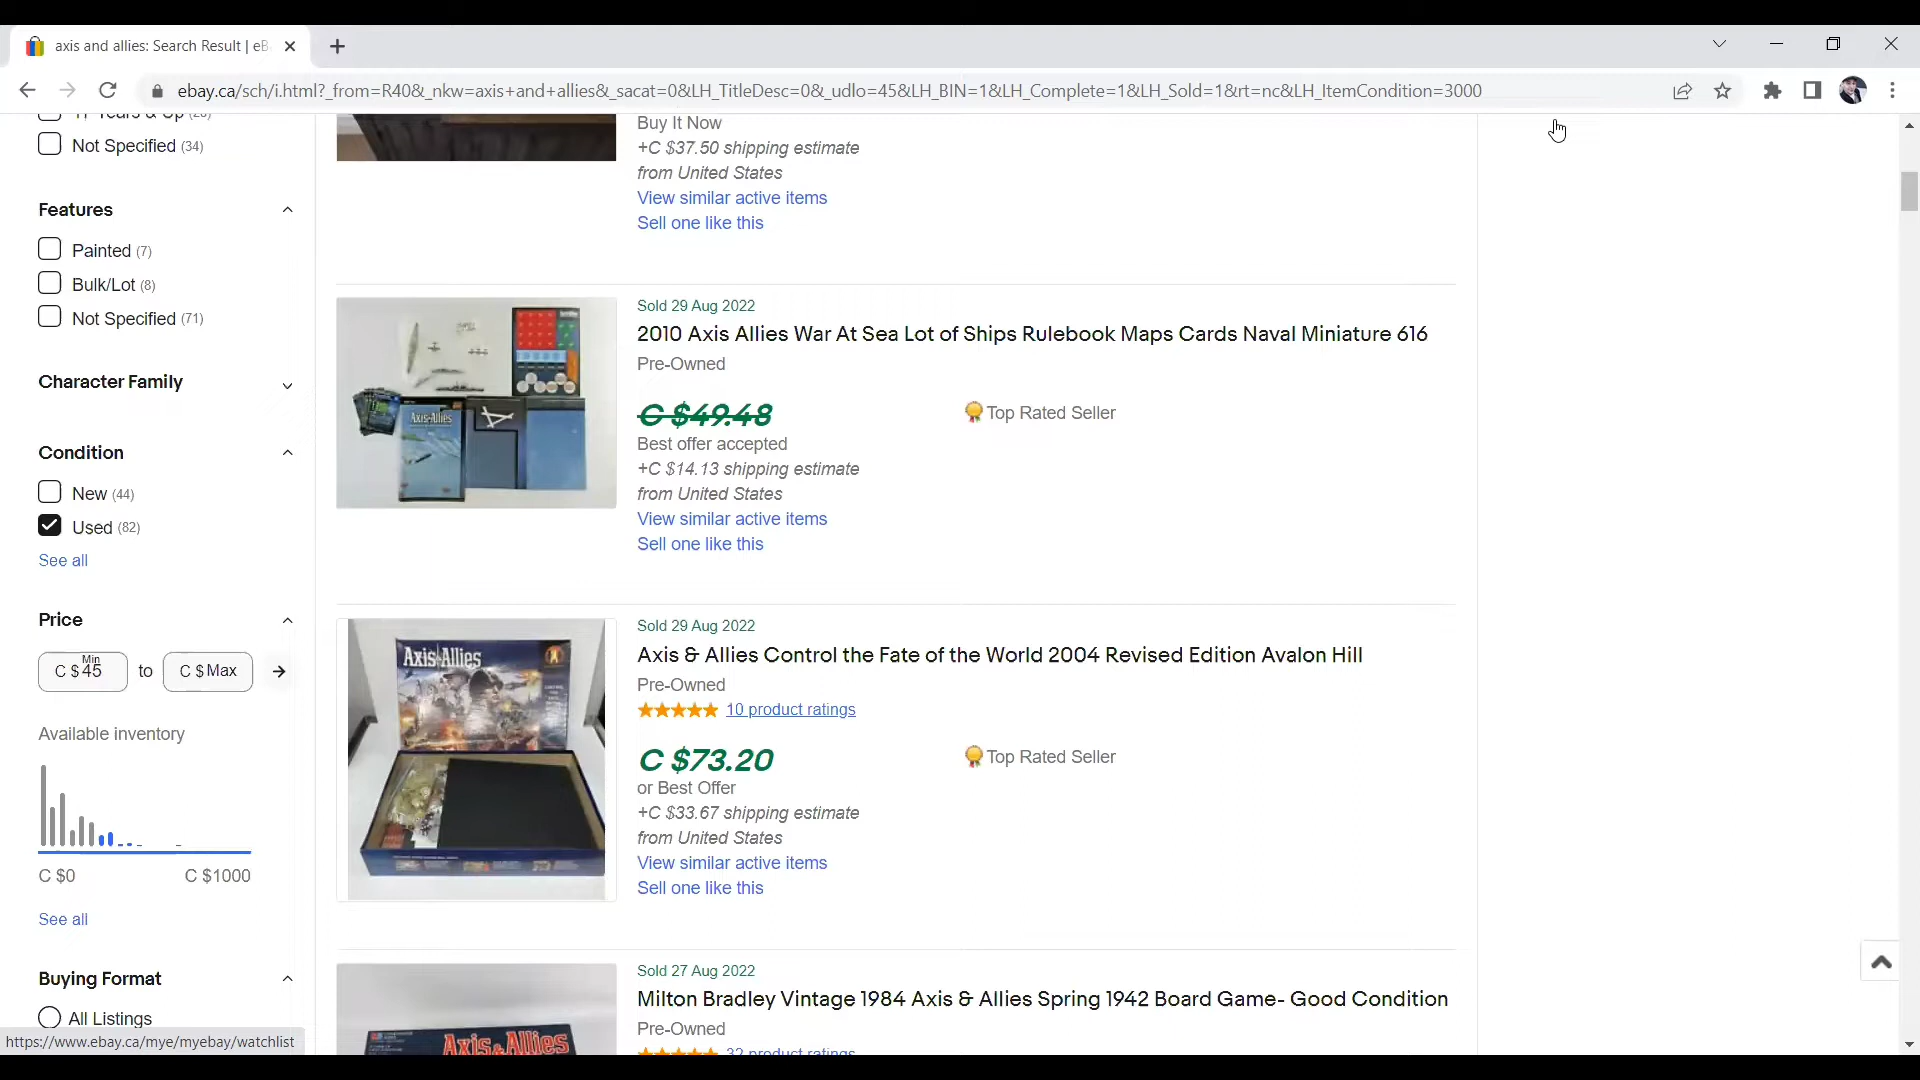 axis and allies: Search Result | eB
ebay.ca/sch/i.html?_from=R40&_nkw=axis+and+allies&_sacat=0&LH_TitleDesc=0&_udlo=45&LH_BIN=1&LH_Complete=1&LH_Sold=1&rt=nc&LH_ItemCondition=3000
Not Specified (34)
Features
Painted (7)
Bulk/Lot (8)
Not Specified (71)
Character Family
Condition
New (44)
Used (82)
See all
Price
Min
C $ 45 to C $ Max
Available inventory
C $0 C $1000
See all
Buying Format
All Listings
https://www.ebay.ca/mye/myebay/watchlist
Buy It Now
+C $37.50 shipping estimate
from United States
View similar active items
Sell one like this
Sold 29 Aug 2022
2010 Axis Allies War At Sea Lot of Ships Rulebook Maps Cards Naval Miniature 616
Pre-Owned
C $49.48
Top Rated Seller
Best offer accepted
+C $14.13 shipping estimate
from United States
View similar active items
Sell one like this
Axis & Allies
Sold 29 Aug 2022
Axis & Allies Control the Fate of the World 2004 Revised Edition Avalon Hill
Pre-Owned
10 product ratings
C $73.20
Top Rated Seller
or Best Offer
+C $33.67 shipping estimate
from United States
View similar active items
Sell one like this
Axis & Allies
Sold 27 Aug 2022
Milton Bradley Vintage 1984 Axis & Allies Spring 1942 Board Game- Good Condition
Pre-Owned
32 product ratings
Axis & Allies